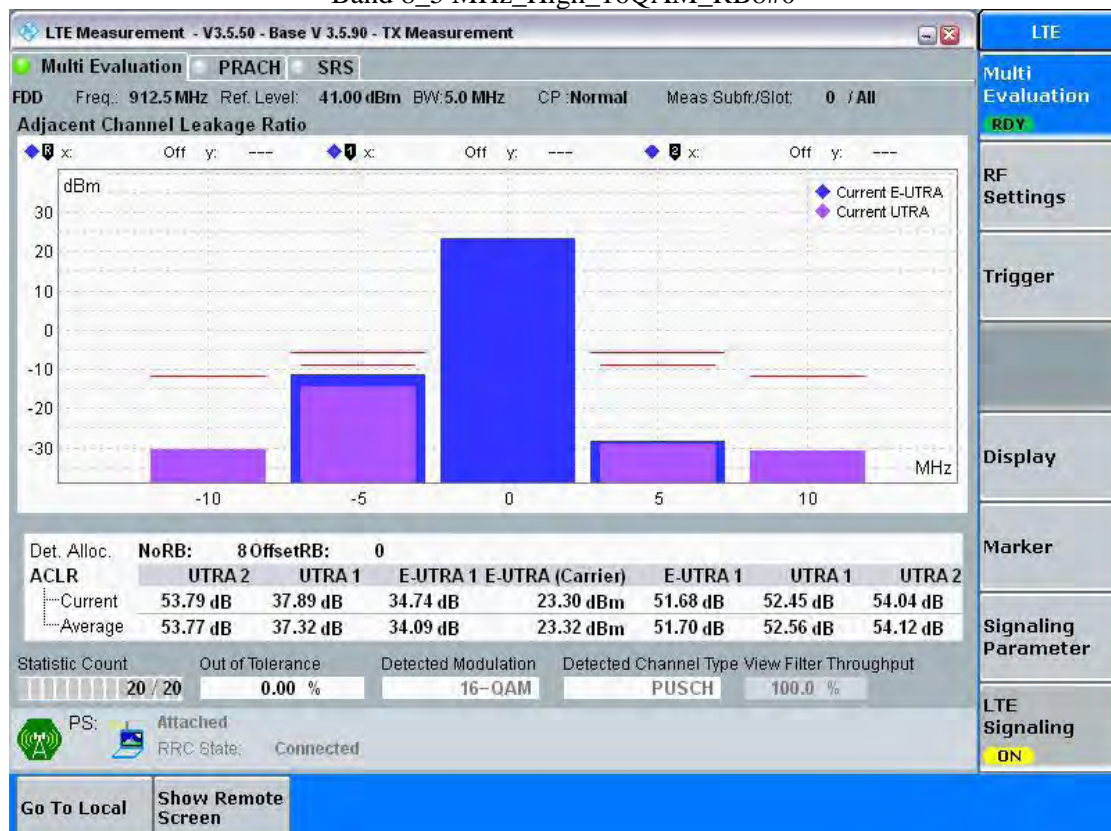 LTE Measurement - V3.5.50 - Base V 3.5.90 - TX Measurement
LTE
Multi Evaluation PRACH SRS
Multi
Evaluation
RDY
FDD Freq.: 912.5 MHz Ref. Level: 41.00 dBm BW: 5.0 MHz CP :Normal Meas Subfr./Slot: 0 / All
Adjacent Channel Leakage Ratio
R x: Off y: --- 1 x: Off y: --- 2 x: Off y: ---
dBm
Current E-UTRA
Current UTRA
30
20
10
0
-10
-20
-30
MHz
-10 -5 0 5 10
RF
Settings
Trigger
Display
Marker
Signaling
Parameter
LTE
Signaling
ON
Det. Alloc. NoRB: 8 OffsetRB: 0
ACLR UTRA 2 UTRA 1 E-UTRA 1 E-UTRA (Carrier) E-UTRA 1 UTRA 1 UTRA 2
Current 53.79 dB 37.89 dB 34.74 dB 23.30 dBm 51.68 dB 52.45 dB 54.04 dB
Average 53.77 dB 37.32 dB 34.09 dB 23.32 dBm 51.70 dB 52.56 dB 54.12 dB
Statistic Count Out of Tolerance Detected Modulation Detected Channel Type View Filter Throughput
20 / 20 0.00 % 16-QAM PUSCH 100.0 %
PS: Attached
RRC State: Connected
Go To Local
Show Remote
Screen